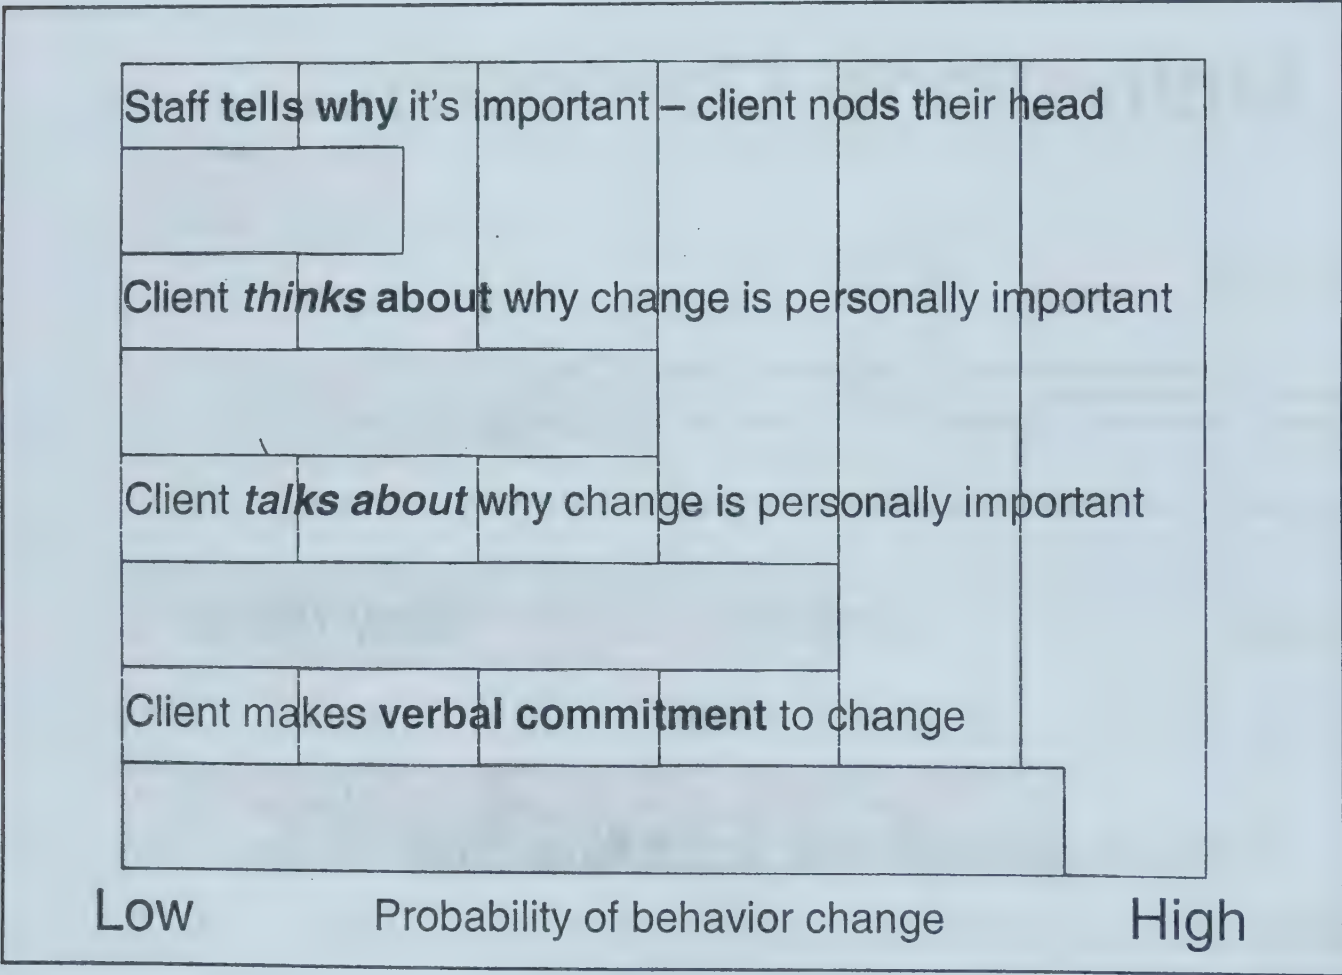 Staff tells why it's important – client nods their head
Client thinks about why change is personally important
Client talks about why change is personally important
Client makes verbal commitment to change
Low Probability of behavior change High